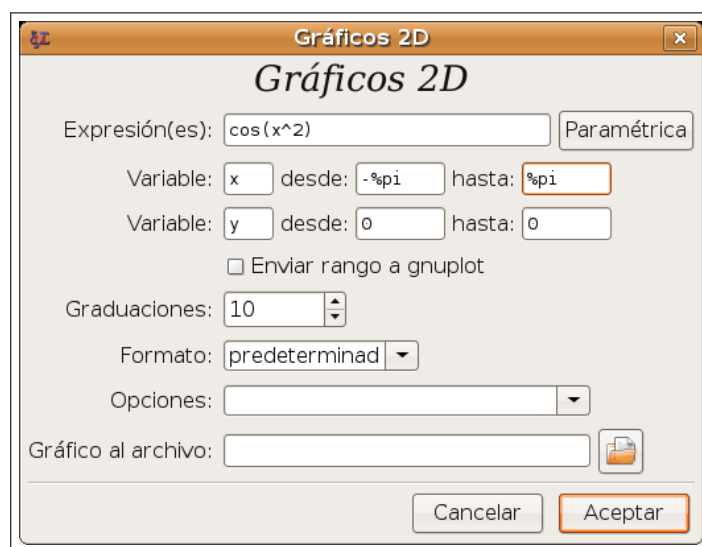 Gráficos 2D
Gráficos 2D
Expresión(es): cos(x^2) Paramétrica
Variable: x desde: -%pi hasta: %pi
Variable: y desde: 0 hasta: 0
Enviar rango a gnuplot
Graduaciones: 10
Formato: predeterminad
Opciones:
Gráfico al archivo:
Cancelar Aceptar